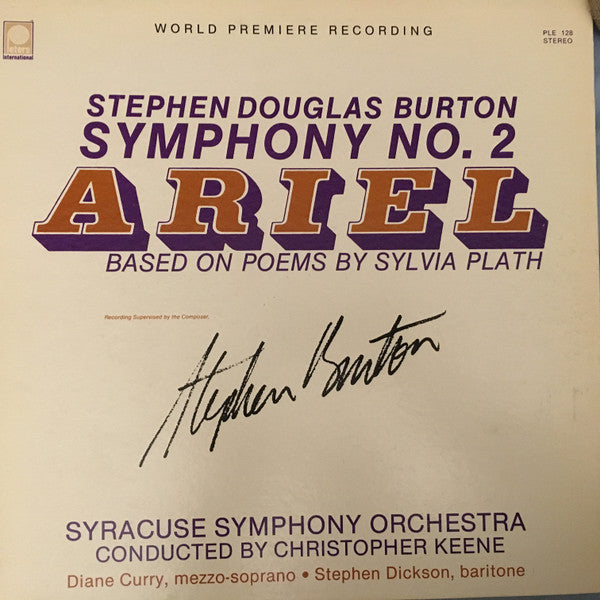 Peters
International
WORLD PREMIERE RECORDING
PLE 128
STEREO
STEPHEN DOUGLAS BURTON
SYMPHONY NO. 2
ARIEL
BASED ON POEMS BY SYLVIA PLATH
Recording Supervised by the Composer.
Stephen Burton
SYRACUSE SYMPHONY ORCHESTRA
CONDUCTED BY CHRISTOPHER KEENE
Diane Curry, mezzo-soprano • Stephen Dickson, baritone